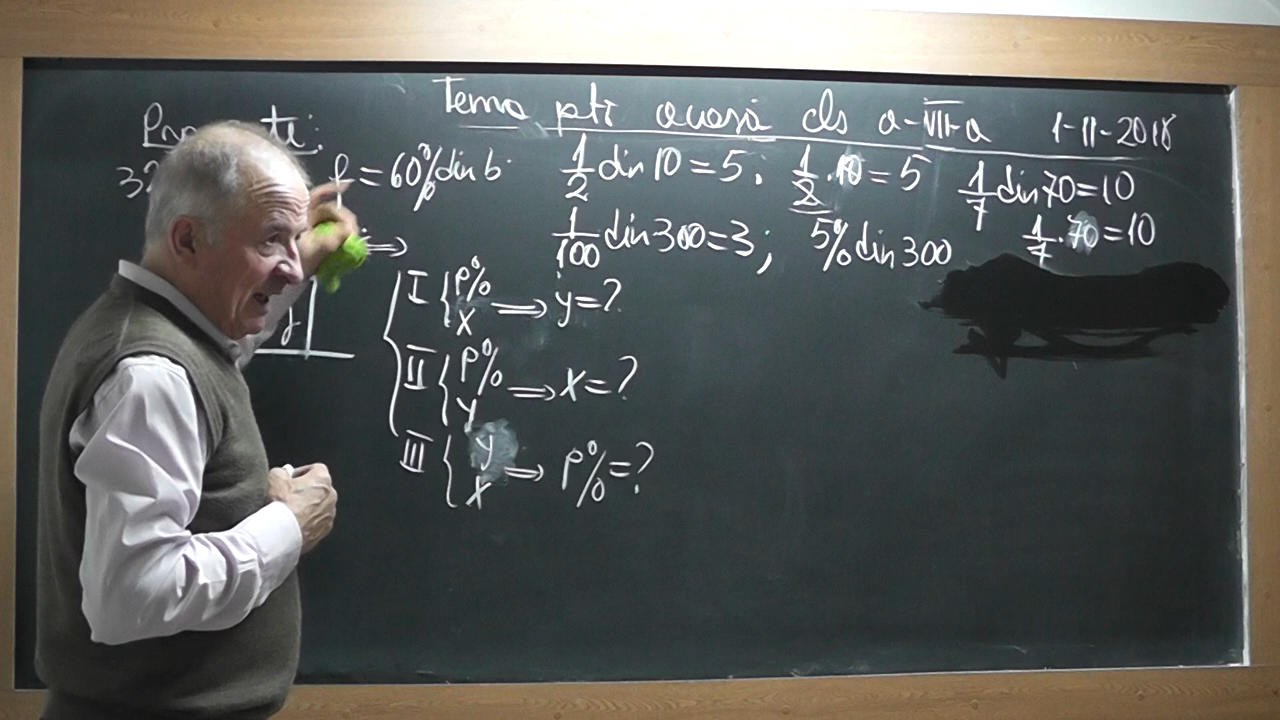 Tema ptr acasă cls a-VII-a 1-11-2018
f = 60% din b. 1/2 din 10 = 5. 1/2 · 10 = 5 1/7 din 70 = 10
1/100 din 300 = 3; 5% din 300 1/7 · 70 = 10
⟹
I { p% x ⟹ y = ?
II { p% y ⟹ x = ?
III { y x ⟹ p% = ?